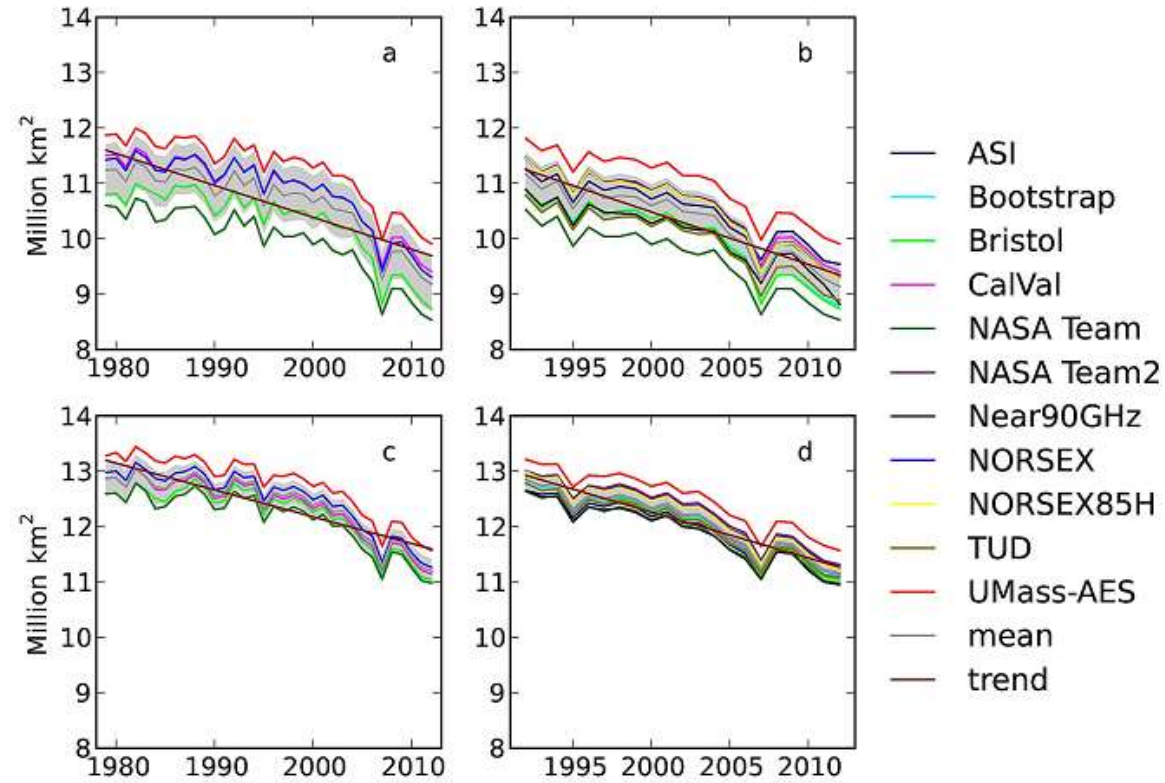 14
13
12
11
10
9
8
Million km²
a
1980 1990 2000 2010
14
13
12
11
10
9
8
b
1995 2000 2005 2010
14
13
12
11
10
9
8
Million km²
c
1980 1990 2000 2010
14
13
12
11
10
9
8
d
1995 2000 2005 2010
ASI
Bootstrap
Bristol
CalVal
NASA Team
NASA Team2
Near90GHz
NORSEX
NORSEX85H
TUD
UMass-AES
mean
trend